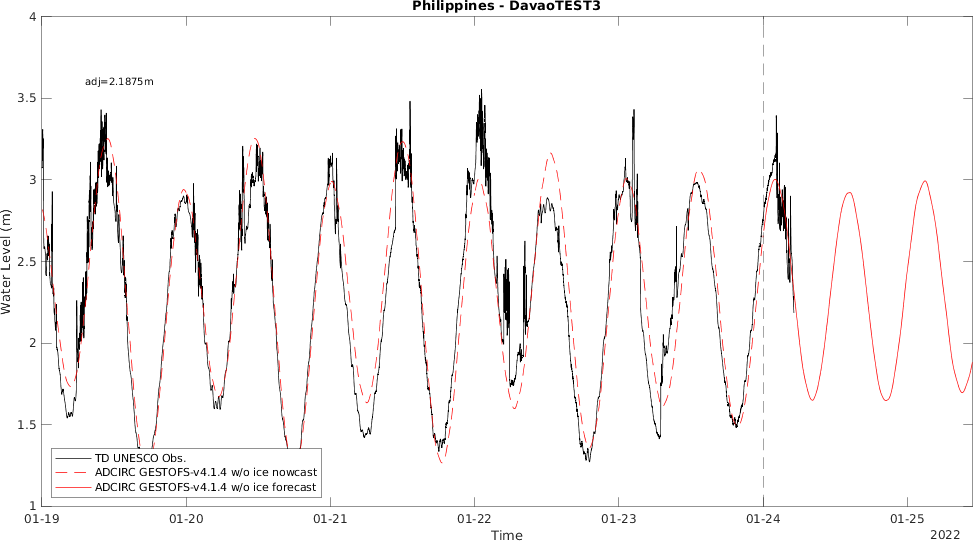 Philippines - DavaoTEST3
4
adj=2.1875m
3.5
3
2.5
2
1.5
1
Water Level (m)
TD UNESCO Obs.
ADCIRC GESTOFS-v4.1.4 w/o ice nowcast
ADCIRC GESTOFS-v4.1.4 w/o ice forecast
01-19 01-20 01-21 01-22 01-23 01-24 01-25
Time
2022